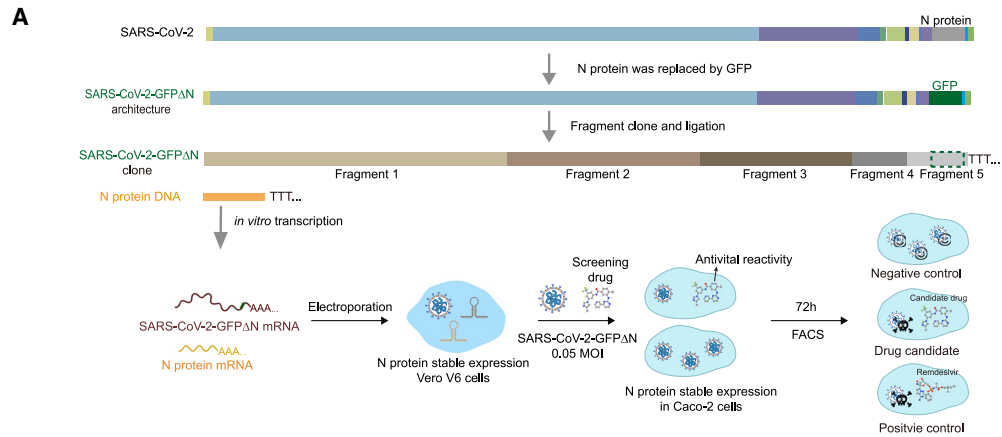 A
SARS-CoV-2
N protein
N protein was replaced by GFP
SARS-CoV-2-GFPΔN
architecture
GFP
Fragment clone and ligation
SARS-CoV-2-GFPΔN
clone
TTT...
Fragment 1
Fragment 2
Fragment 3
Fragment 4
Fragment 5
N protein DNA
TTT...
in vitro transcription
AAA...
SARS-CoV-2-GFPΔN mRNA
AAA...
N protein mRNA
Electroporation
N protein stable expression
Vero V6 cells
Screening
drug
SARS-CoV-2-GFPΔN
0.05 MOI
Antivital reactivity
N protein stable expression
in Caco-2 cells
72h
FACS
Negative control
Candidate drug
Drug candidate
Remdesivir
Positvie control